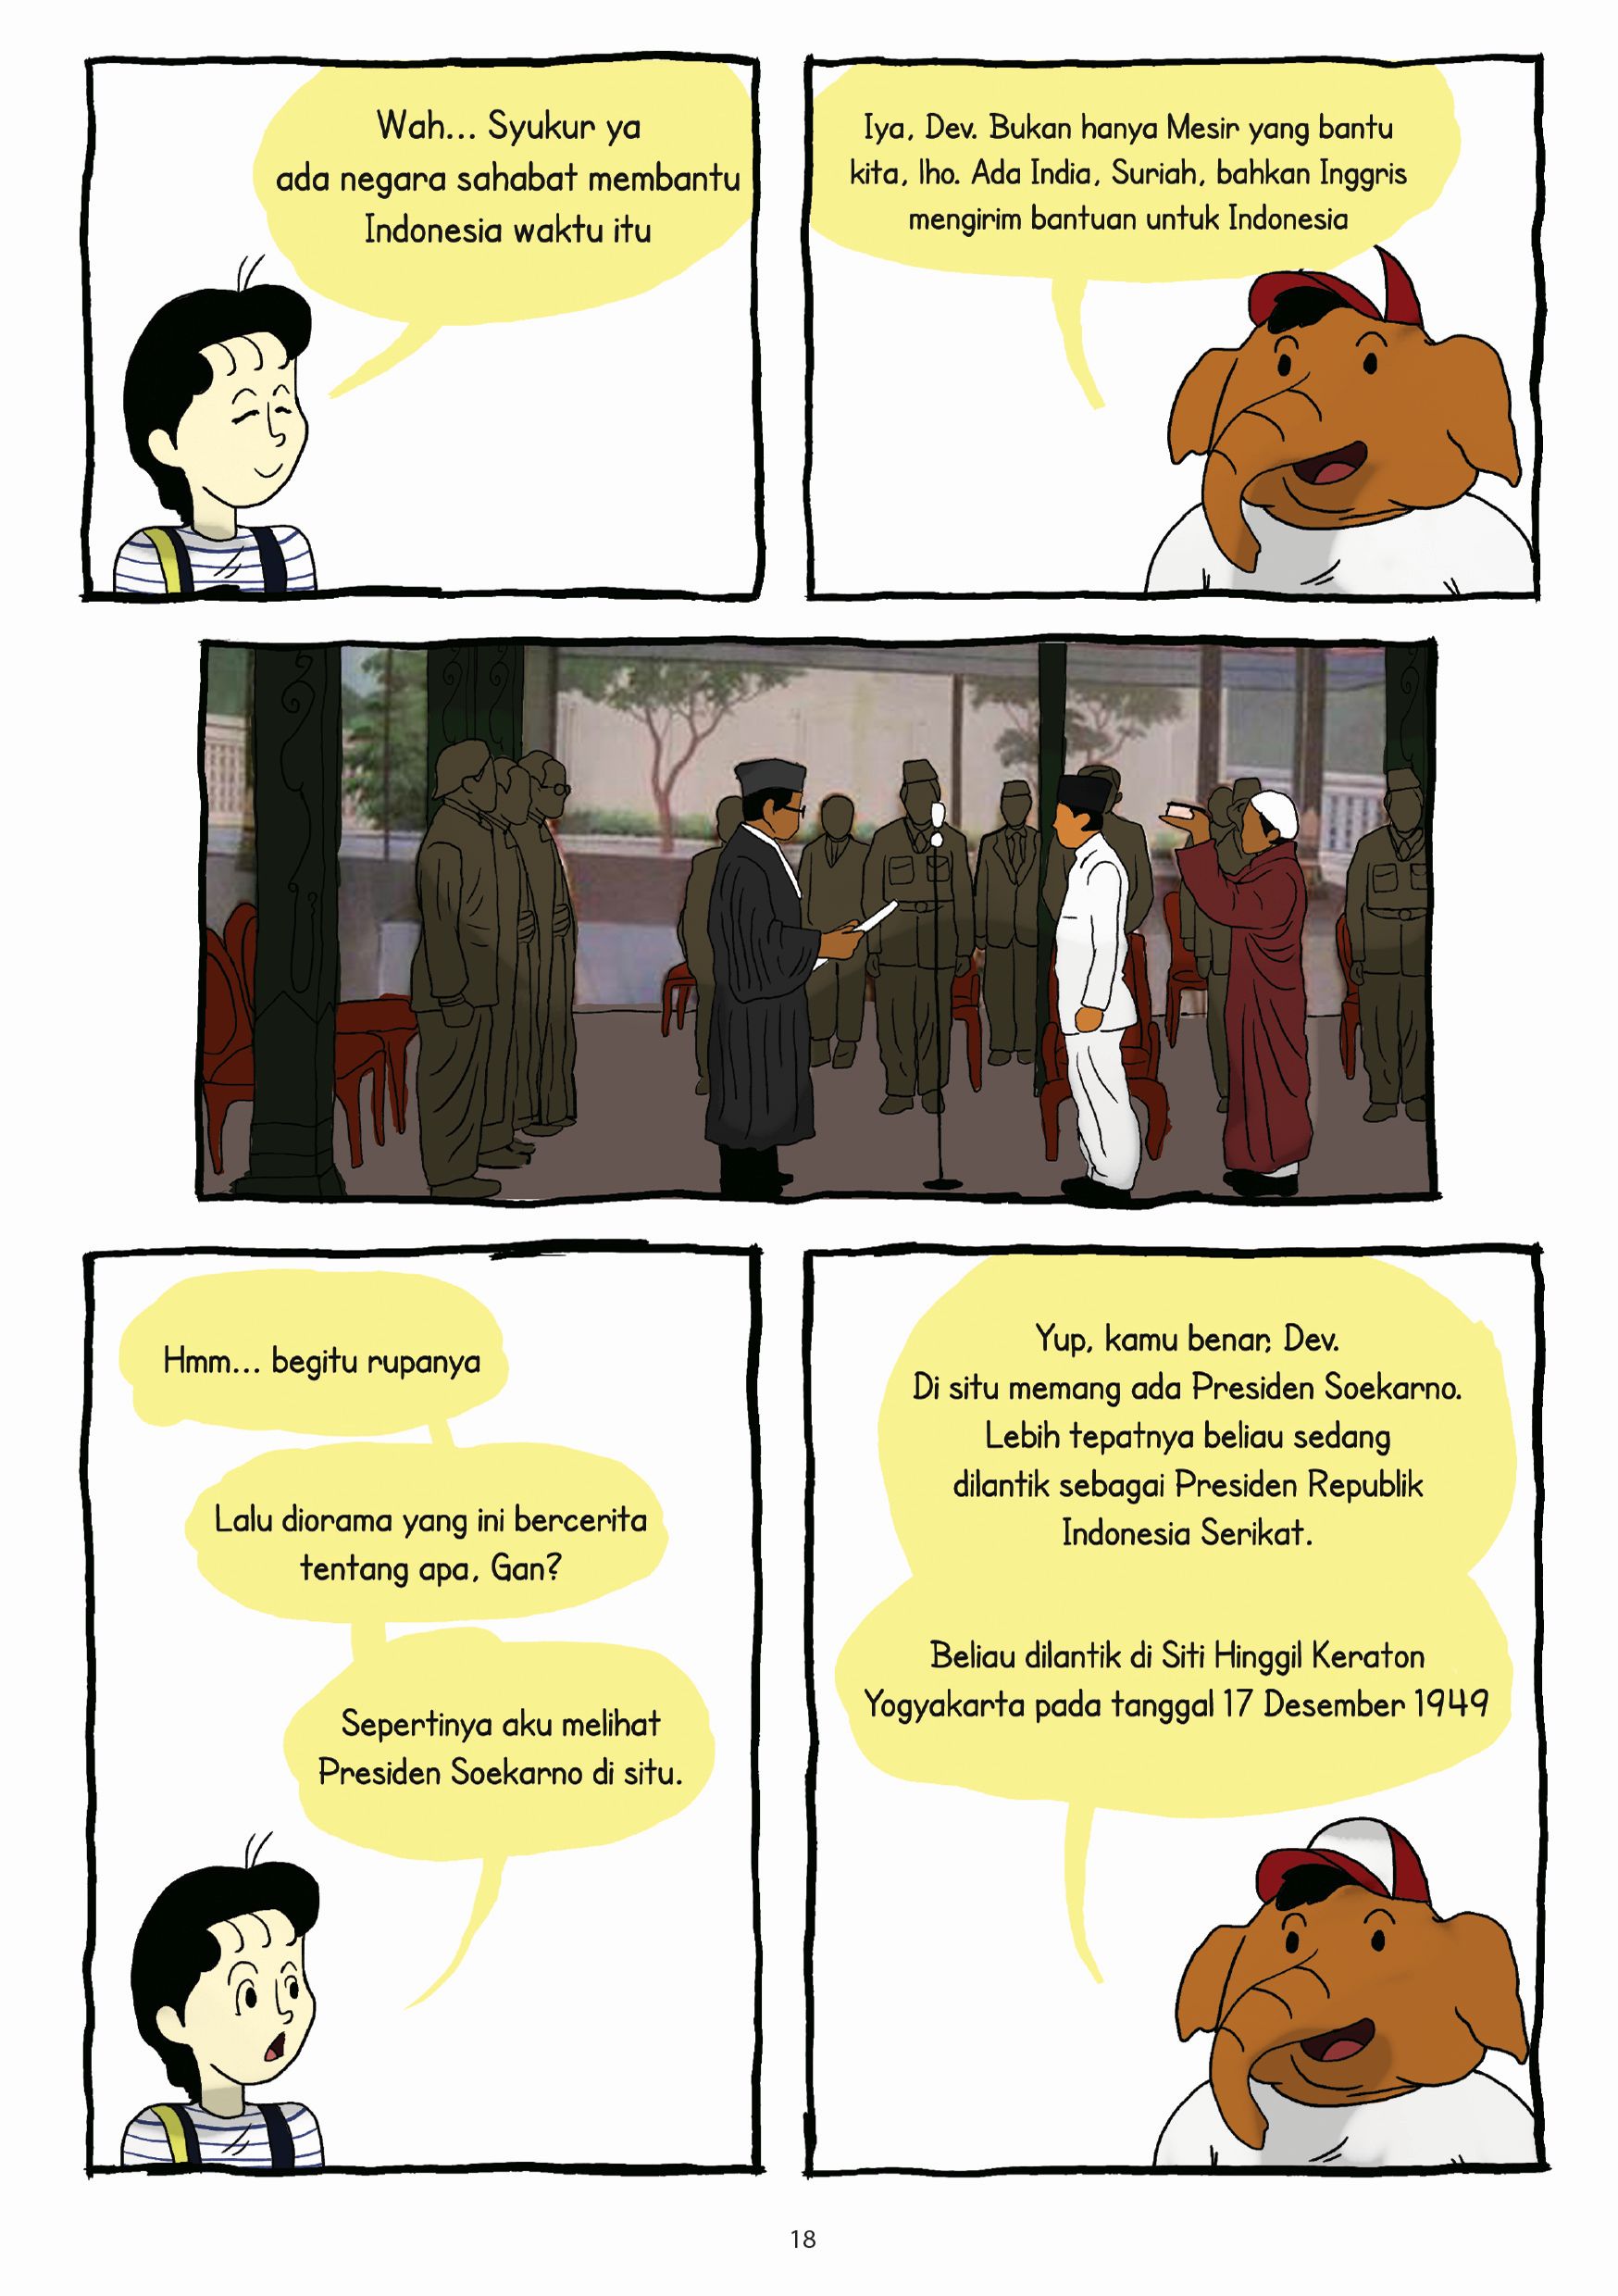 Wah... Syukur ya
ada negara sahabat membantu
Indonesia waktu itu
Iya, Dev. Bukan hanya Mesir yang bantu
kita, lho. Ada India, Suriah, bahkan Inggris
mengirim bantuan untuk Indonesia
Hmm... begitu rupanya
Lalu diorama yang ini bercerita
tentang apa, Gan?
Sepertinya aku melihat
Presiden Soekarno di situ.
Yup, kamu benar, Dev.
Di situ memang ada Presiden Soekarno.
Lebih tepatnya beliau sedang
dilantik sebagai Presiden Republik
Indonesia Serikat.
Beliau dilantik di Siti Hinggil Keraton
Yogyakarta pada tanggal 17 Desember 1949
18